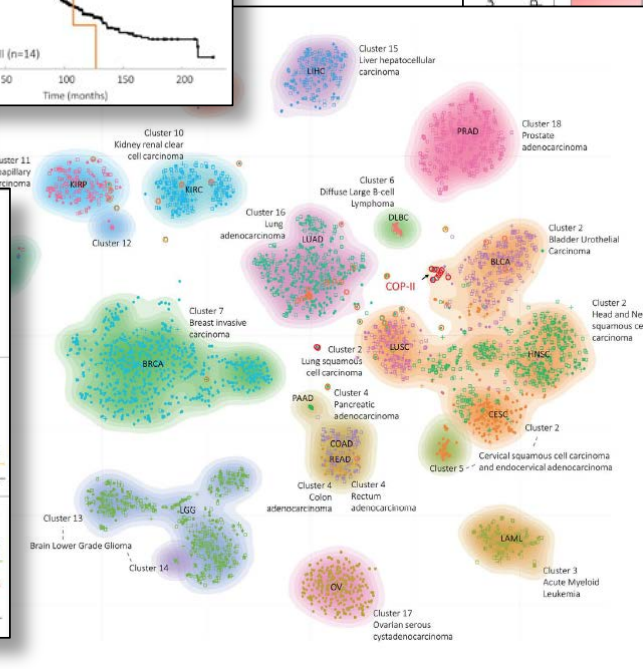 II (n=14)
50 100 150 200
Time (months)
Cluster 15
Liver hepatocellular
carcinoma
LIHC
PRAD
Cluster 18
Prostate
adenocarcinoma
Cluster 10
Kidney renal clear
cell carcinoma
uster 11
apillary
rcinoma
KIRP
KIRC
Cluster 12
Cluster 6
Diffuse Large B-cell
Lymphoma
DLBC
Cluster 16
Lung
adenocarcinoma
LUAD
COP-II
Cluster 2
Bladder Urothelial
Carcinoma
BLCA
Cluster 7
Breast invasive
carcinoma
BRCA
Cluster 2
Lung squamous
cell carcinoma
LUSC
Cluster 2
Head and Ne
squamous ce
carcinoma
HNSC
PAAD
Cluster 4
Pancreatic
adenocarcinoma
CESC
Cluster 2
Cervical squamous cell carcinoma
and endocervical adenocarcinoma
Cluster 5
COAD
READ
Cluster 4
Colon
adenocarcinoma
Cluster 4
Rectum
adenocarcinoma
LGG
Cluster 13
Brain Lower Grade Glioma
Cluster 14
LAML
Cluster 3
Acute Myeloid
Leukemia
OV
Cluster 17
Ovarian serous
cystadenocarcinoma